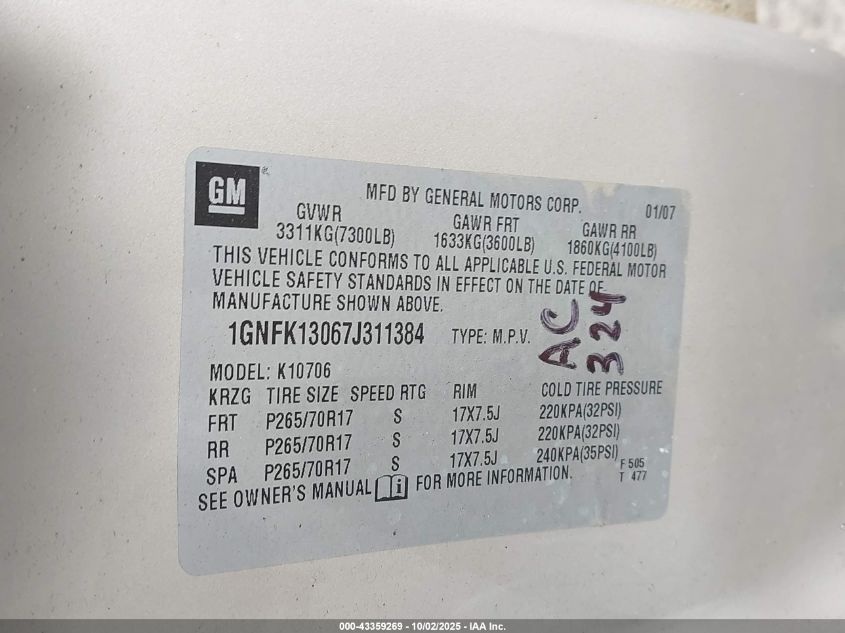 GM
MFD BY GENERAL MOTORS CORP. 01/07
GVWR GAWR FRT GAWR RR
3311KG(7300LB) 1633KG(3600LB) 1860KG(4100LB)
THIS VEHICLE CONFORMS TO ALL APPLICABLE U.S. FEDERAL MOTOR
VEHICLE SAFETY STANDARDS IN EFFECT ON THE DATE OF
MANUFACTURE SHOWN ABOVE.
1GNFK13067J311384 TYPE: M.P.V.
AC
324
MODEL: K10706
KRZG TIRE SIZE SPEED RTG RIM COLD TIRE PRESSURE
FRT P265/70R17 S 17X7.5J 220KPA(32PSI)
RR P265/70R17 S 17X7.5J 220KPA(32PSI)
SPA P265/70R17 S 17X7.5J 240KPA(35PSI)
F 505
T 477
SEE OWNER'S MANUAL i FOR MORE INFORMATION.
000-43359269 - 10/02/2025 - IAA Inc.